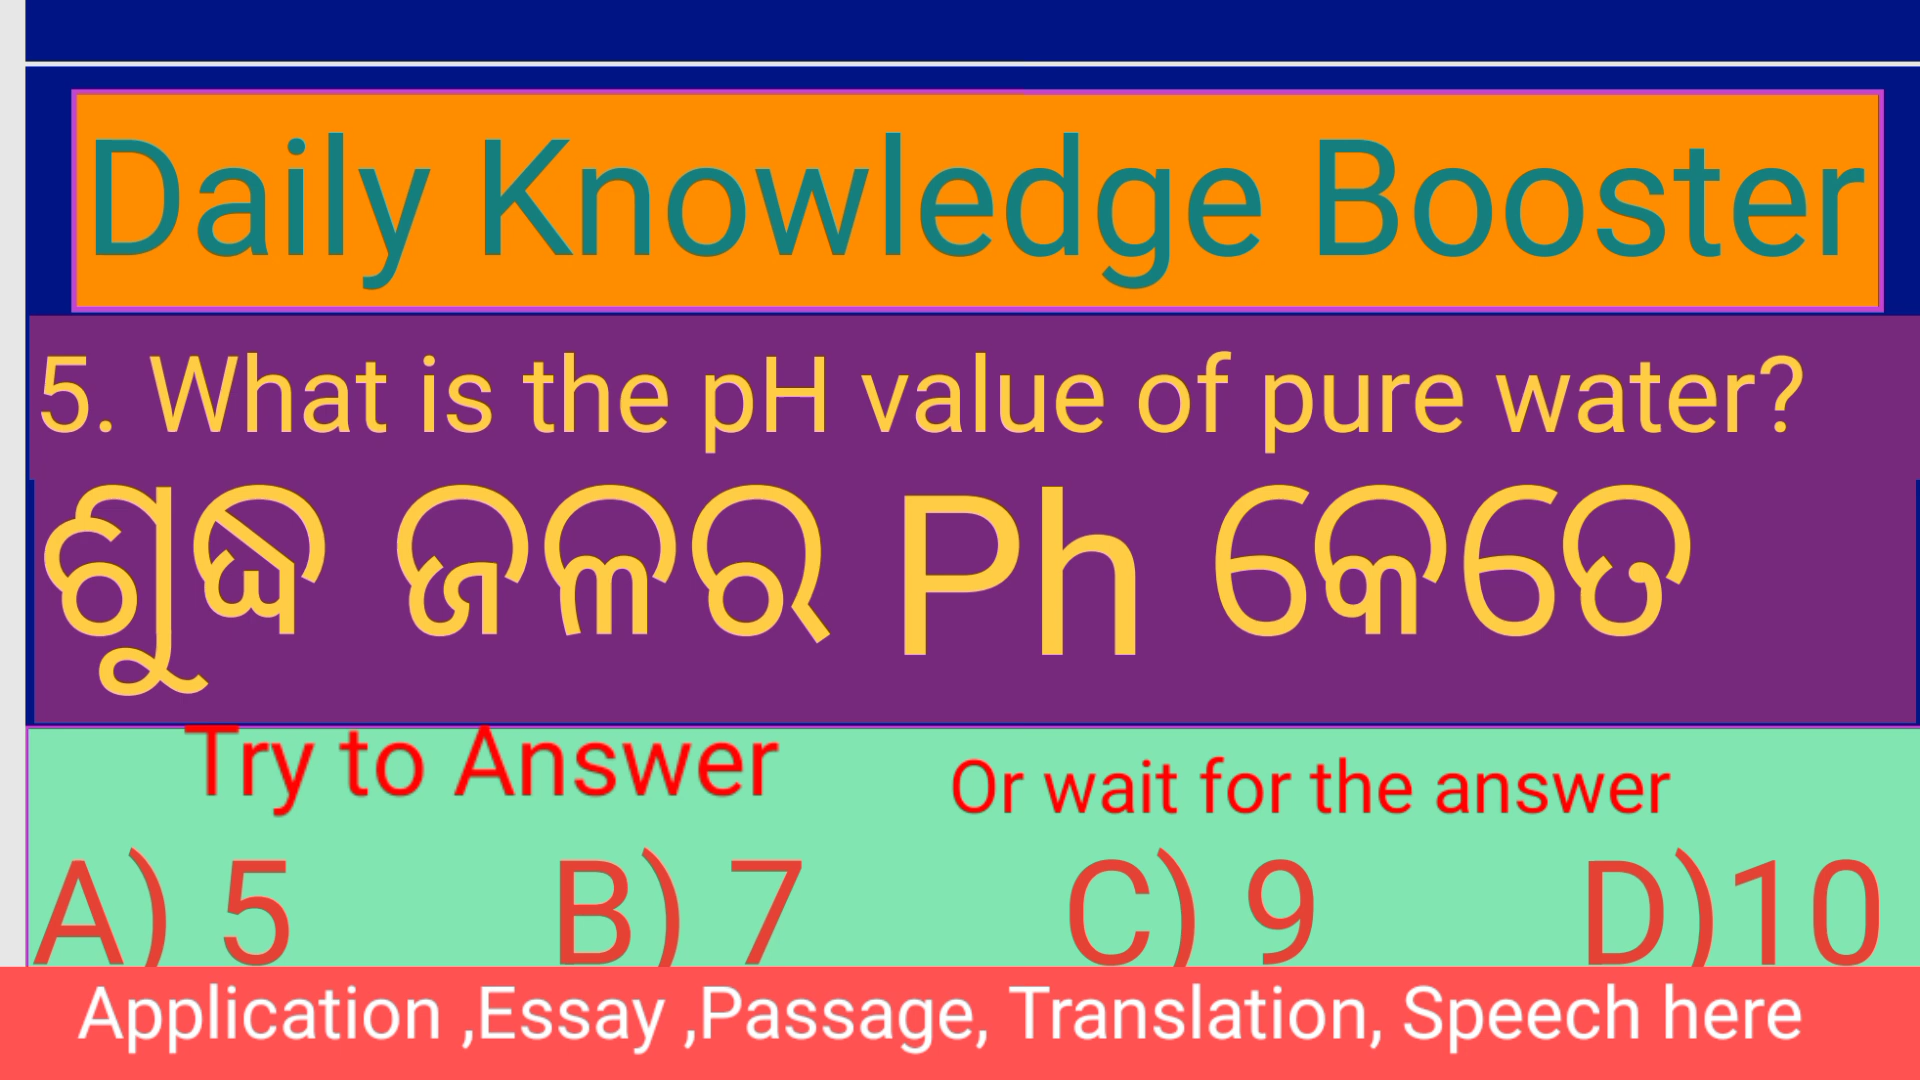 Daily Knowledge Booster
5. What is the pH value of pure water?
ଶୁଦ୍ଧ ଜଳର Ph କେତେ
Try to Answer Or wait for the answer
A) 5 B) 7 C) 9 D)10
Application ,Essay ,Passage, Translation, Speech here